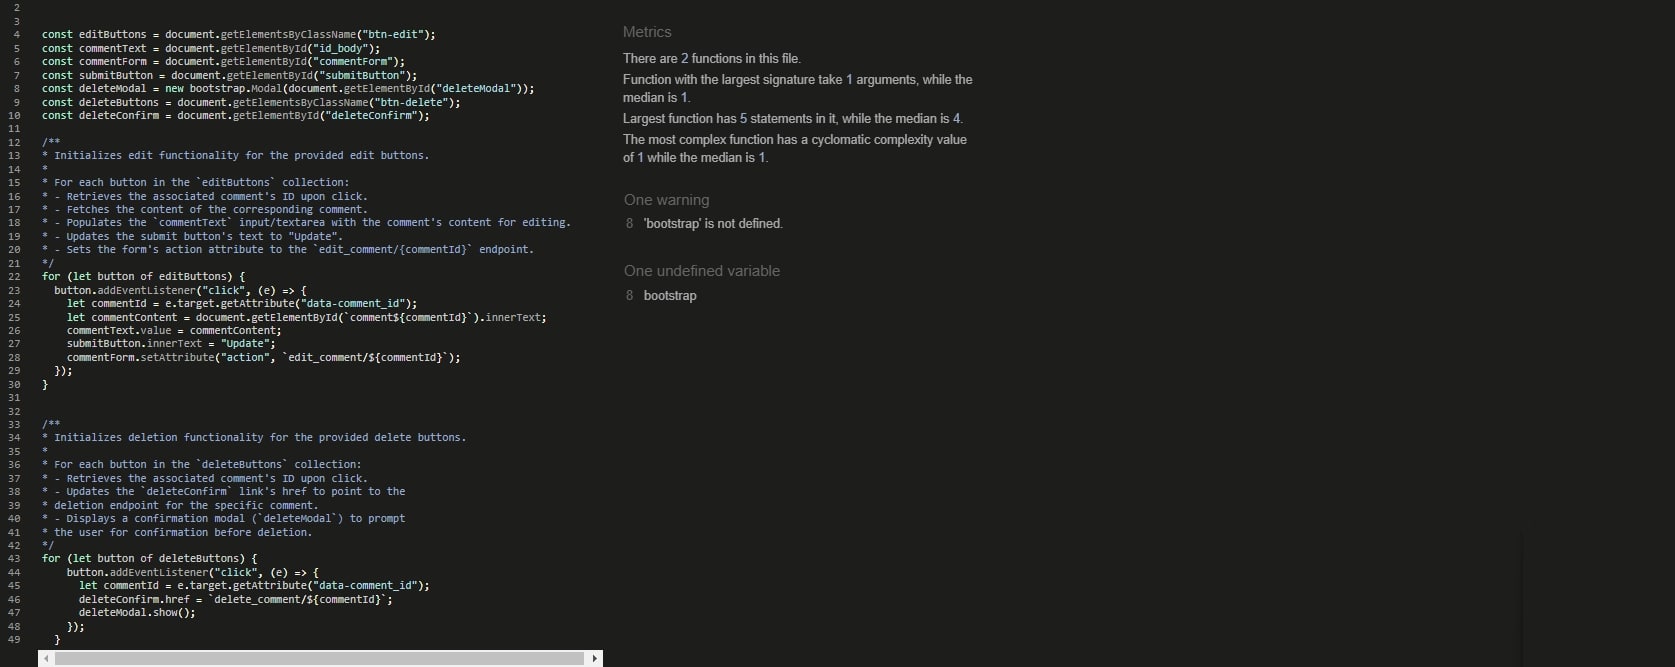 2
3
4 const editButtons = document.getElementsByClassName("btn-edit");
5 const commentText = document.getElementById("id_body");
6 const commentForm = document.getElementById("commentForm");
7 const submitButton = document.getElementById("submitButton");
8 const deleteModal = new bootstrap.Modal(document.getElementById("deleteModal"));
9 const deleteButtons = document.getElementsByClassName("btn-delete");
10 const deleteConfirm = document.getElementById("deleteConfirm");
11
12 /**
13 * Initializes edit functionality for the provided edit buttons.
14 *
15 * For each button in the `editButtons` collection:
16 * - Retrieves the associated comment's ID upon click.
17 * - Fetches the content of the corresponding comment.
18 * - Populates the `commentText` input/textarea with the comment's content for editing.
19 * - Updates the submit button's text to "Update".
20 * - Sets the form's action attribute to the `edit_comment/{commentId}` endpoint.
21 */
22 for (let button of editButtons) {
23 button.addEventListener("click", (e) => {
24 let commentId = e.target.getAttribute("data-comment_id");
25 let commentContent = document.getElementById(`comment${commentId}`).innerText;
26 commentText.value = commentContent;
27 submitButton.innerText = "Update";
28 commentForm.setAttribute("action", `edit_comment/${commentId}`);
29 });
30 }
31
32
33 /**
34 * Initializes deletion functionality for the provided delete buttons.
35 *
36 * For each button in the `deleteButtons` collection:
37 * - Retrieves the associated comment's ID upon click.
38 * - Updates the `deleteConfirm` link's href to point to the
39 * deletion endpoint for the specific comment.
40 * - Displays a confirmation modal (`deleteModal`) to prompt
41 * the user for confirmation before deletion.
42 */
43 for (let button of deleteButtons) {
44 button.addEventListener("click", (e) => {
45 let commentId = e.target.getAttribute("data-comment_id");
46 deleteConfirm.href = `delete_comment/${commentId}`;
47 deleteModal.show();
48 });
49 }
Metrics
There are 2 functions in this file.
Function with the largest signature take 1 arguments, while the
median is 1.
Largest function has 5 statements in it, while the median is 4.
The most complex function has a cyclomatic complexity value
of 1 while the median is 1.
One warning
8 'bootstrap' is not defined.
One undefined variable
8 bootstrap